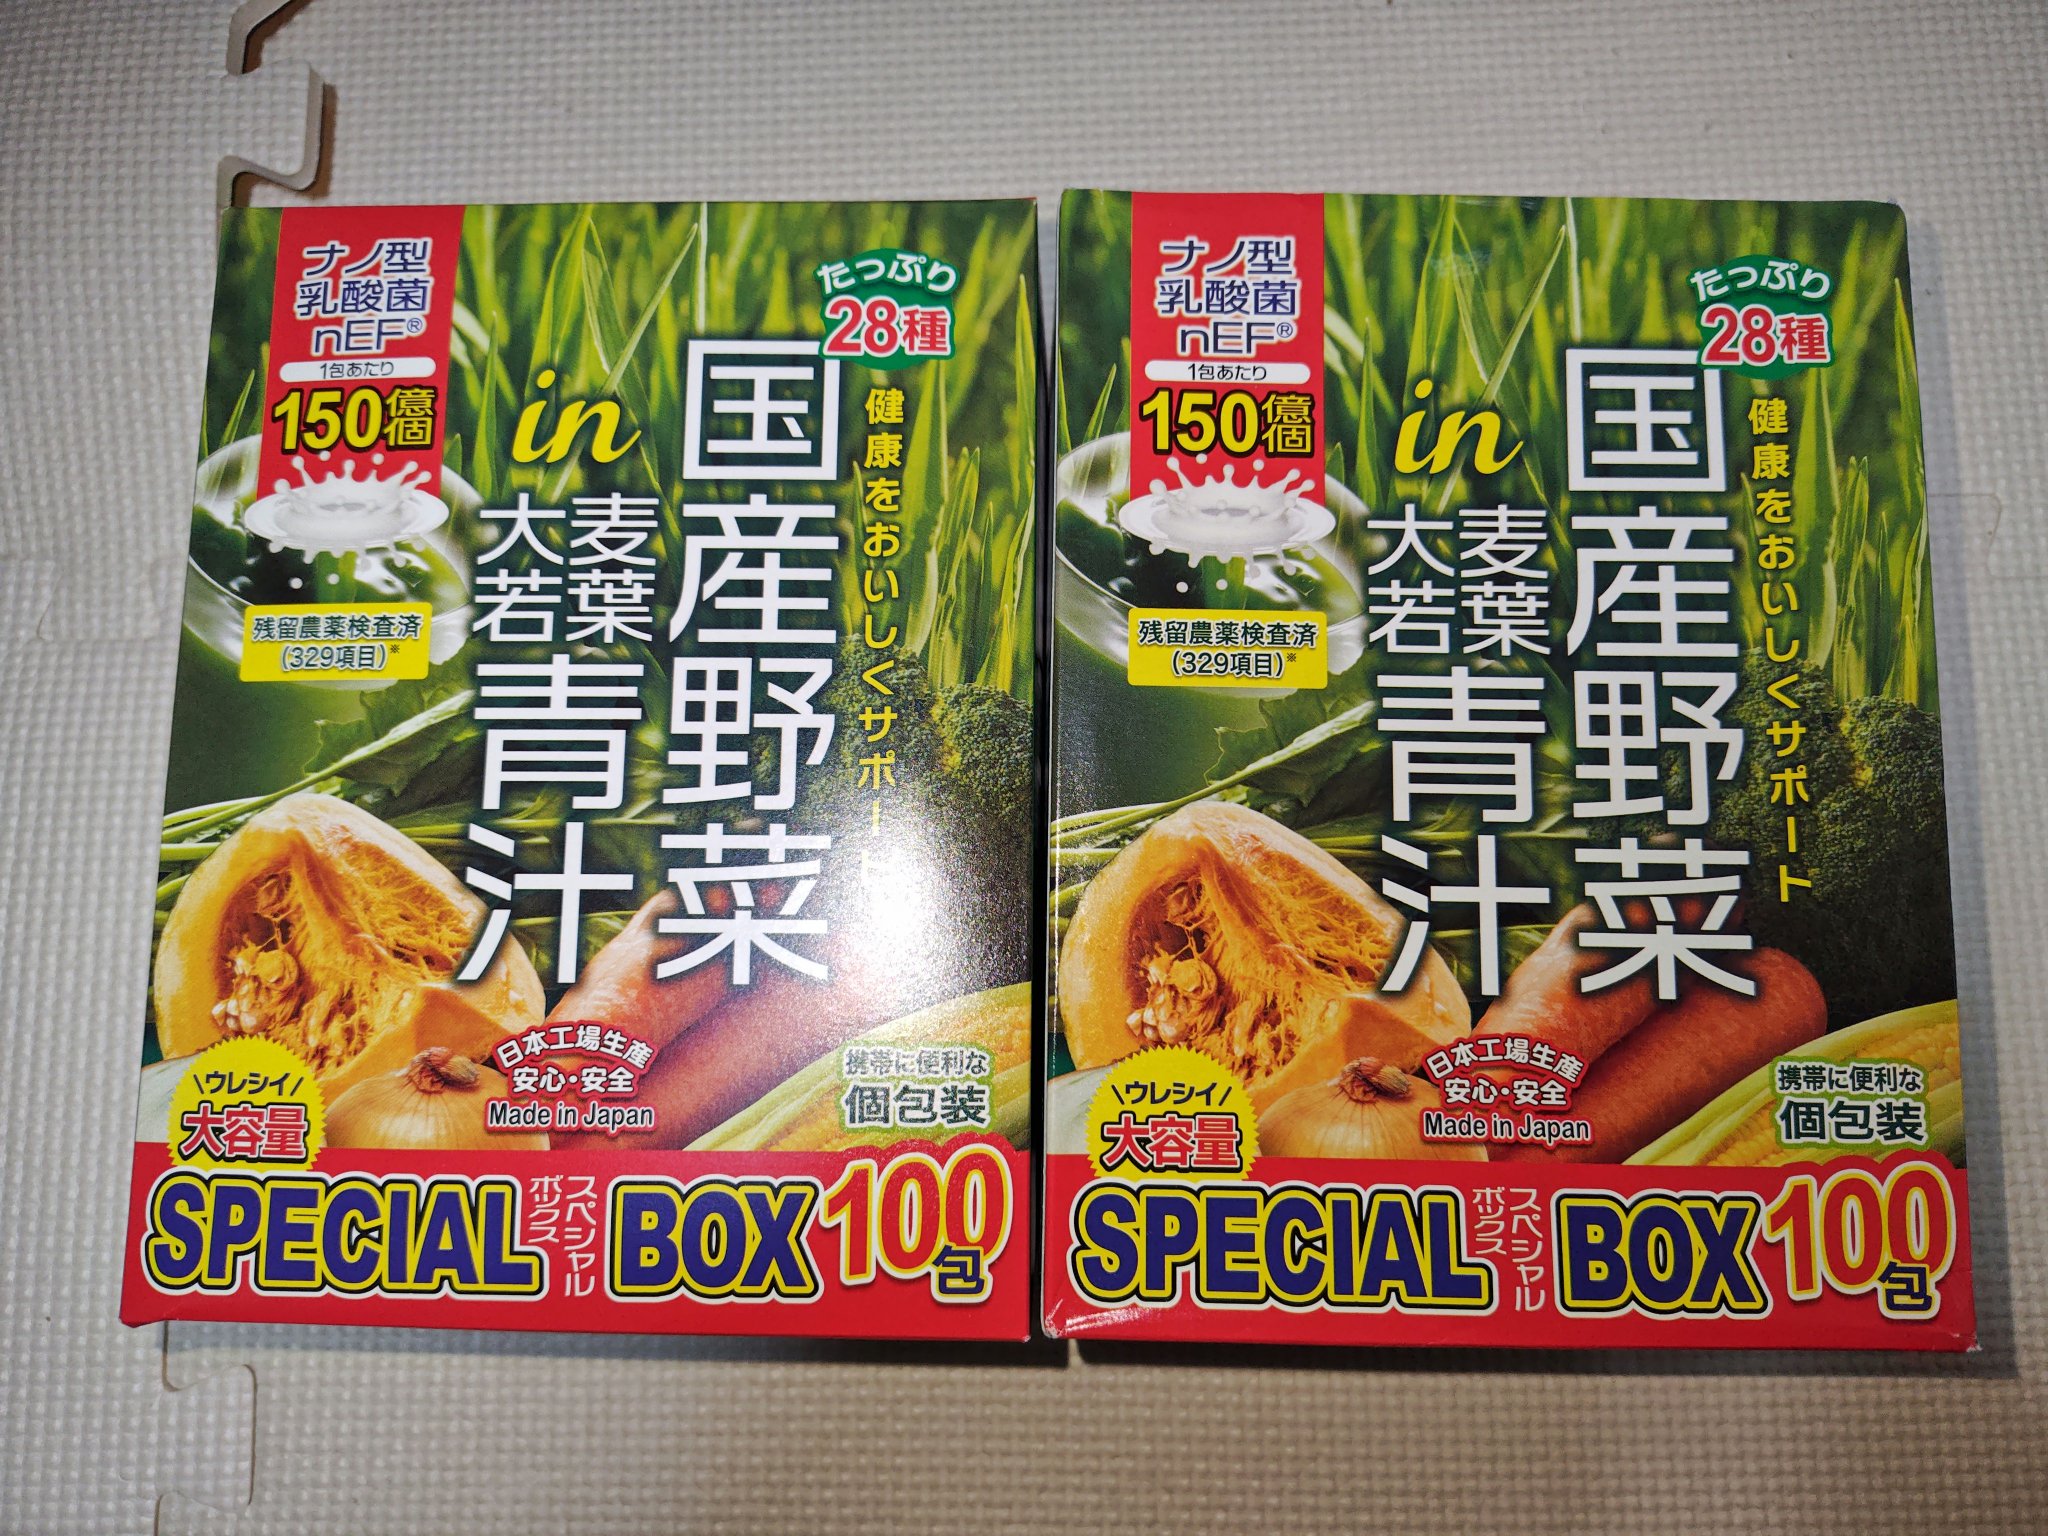 ナノ型
乳酸菌
nEF®
1包あたり
150億個
たっぷり
28種
健康をおいしくサポート
国産野菜
in
大麦若葉
青汁
残留農薬検査済
(329項目)※
日本工場生産
安心・安全
Made in Japan
携帯に便利な
個包装
\ウレシイ/
大容量
SPECIAL BOX
スペシャル
ボックス
100包
ナノ型
乳酸菌
nEF®
1包あたり
150億個
たっぷり
28種
健康をおいしくサポート
国産野菜
in
大麦若葉
青汁
残留農薬検査済
(329項目)※
日本工場生産
安心・安全
Made in Japan
携帯に便利な
個包装
\ウレシイ/
大容量
SPECIAL BOX
スペシャル
ボックス
100包